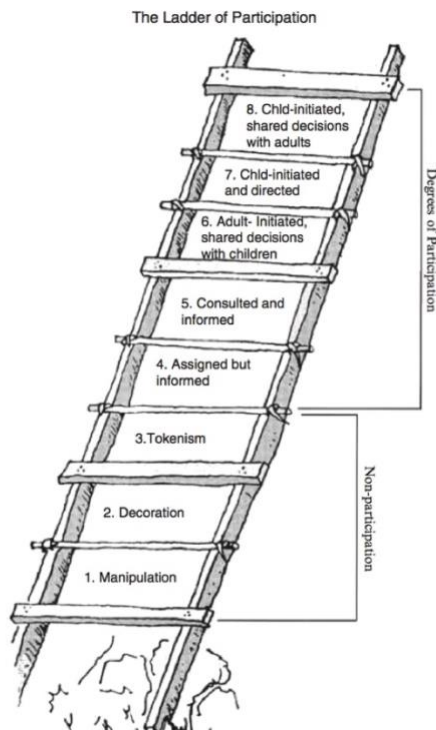 The Ladder of Participation
8. Chld-initiated,
shared decisions
with adults
7. Chld-initiated
and directed
6. Adult- Initiated,
shared decisions
with children
5. Consulted and
informed
4. Assigned but
informed
3.Tokenism
2. Decoration
1. Manipulation
Degrees of Participation
Non-participation